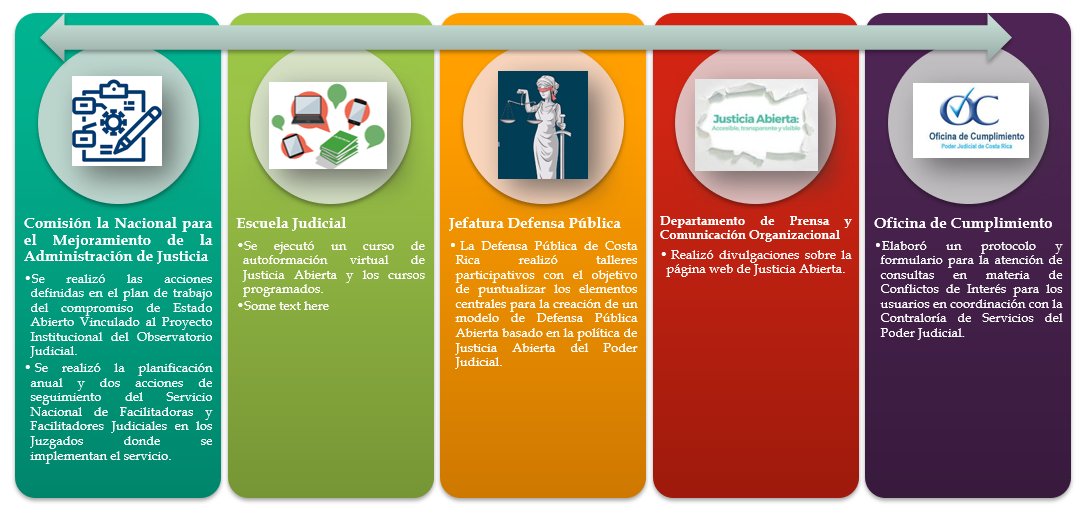 Comisión la Nacional para
el Mejoramiento de la
Administración de Justicia
•Se realizó las acciones
definidas en el plan de trabajo
del compromiso de Estado
Abierto Vinculado al Proyecto
Institucional del Observatorio
Judicial.
• Se realizó la planificación
anual y dos acciones de
seguimiento del Servicio
Nacional de Facilitadoras y
Facilitadores Judiciales en los
Juzgados donde se
implementan el servicio.
Escuela Judicial
•Se ejecutó un curso de
autoformación virtual de
Justicia Abierta y los cursos
programados.
•Some text here
Jefatura Defensa Pública
• La Defensa Pública de Costa
Rica realizó talleres
participativos con el objetivo
de puntualizar los elementos
centrales para la creación de un
modelo de Defensa Pública
Abierta basado en la política de
Justicia Abierta del Poder
Judicial.
Justicia Abierta:
Accesible, transparente y visible
Departamento de Prensa y
Comunicación Organizacional
• Realizó divulgaciones sobre la
página web de Justicia Abierta.
OC
Oficina de Cumplimiento
Poder Judicial de Costa Rica
Oficina de Cumplimiento
•Elaboró un protocolo y
formulario para la atención de
consultas en materia de
Conflictos de Interés para los
usuarios en coordinación con la
Contraloría de Servicios del
Poder Judicial.